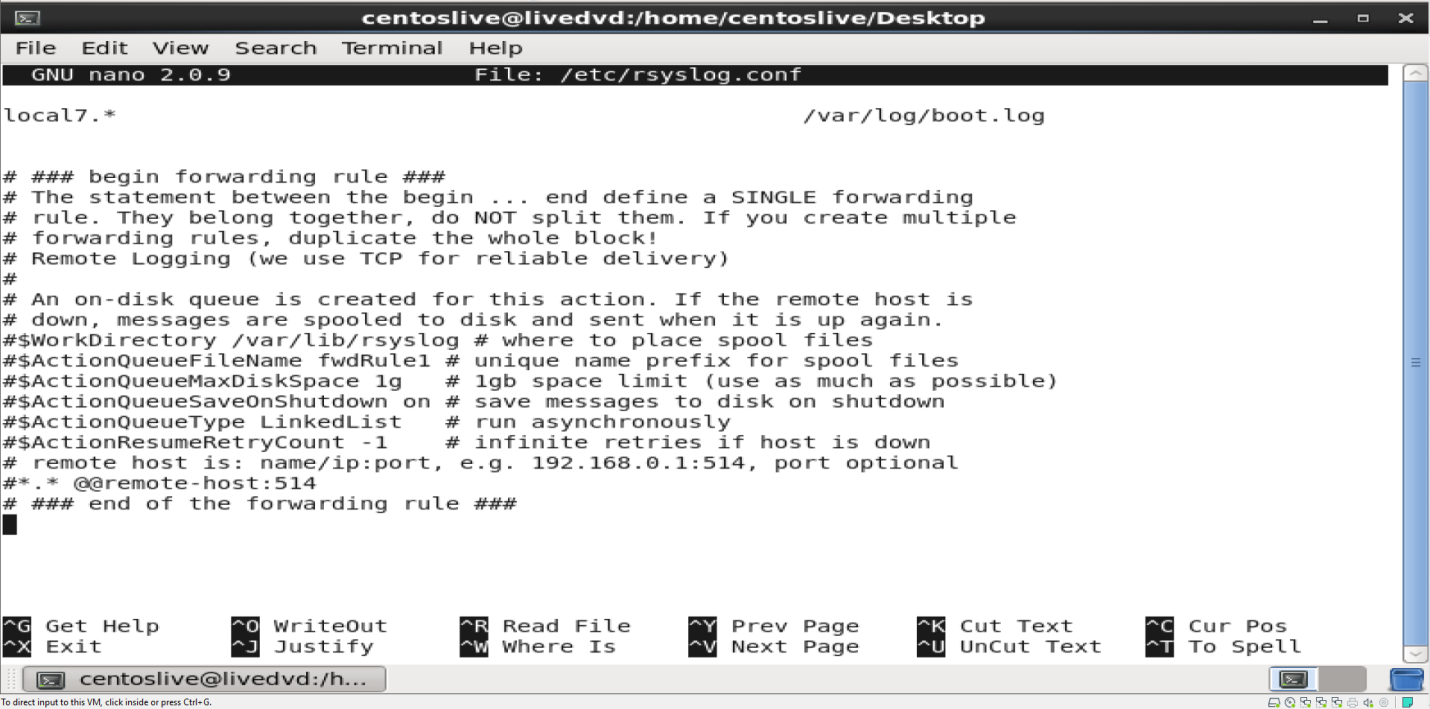 centoslive@livedvd:/home/centoslive/Desktop
File Edit View Search Terminal Help
GNU nano 2.0.9 File: /etc/rsyslog.conf
local7.* /var/log/boot.log
# ### begin forwarding rule ###
# The statement between the begin ... end define a SINGLE forwarding
# rule. They belong together, do NOT split them. If you create multiple
# forwarding rules, duplicate the whole block!
# Remote Logging (we use TCP for reliable delivery)
#
# An on-disk queue is created for this action. If the remote host is
# down, messages are spooled to disk and sent when it is up again.
#$WorkDirectory /var/lib/rsyslog # where to place spool files
#$ActionQueueFileName fwdRule1 # unique name prefix for spool files
#$ActionQueueMaxDiskSpace 1g # 1gb space limit (use as much as possible)
#$ActionQueueSaveOnShutdown on # save messages to disk on shutdown
#$ActionQueueType LinkedList # run asynchronously
#$ActionResumeRetryCount -1 # infinite retries if host is down
# remote host is: name/ip:port, e.g. 192.168.0.1:514, port optional
#*.* @@remote-host:514
# ### end of the forwarding rule ###
^G Get Help ^O WriteOut ^R Read File ^Y Prev Page ^K Cut Text ^C Cur Pos
^X Exit ^J Justify ^W Where Is ^V Next Page ^U UnCut Text ^T To Spell
centoslive@livedvd:/h...
To direct input to this VM, click inside or press Ctrl+G.